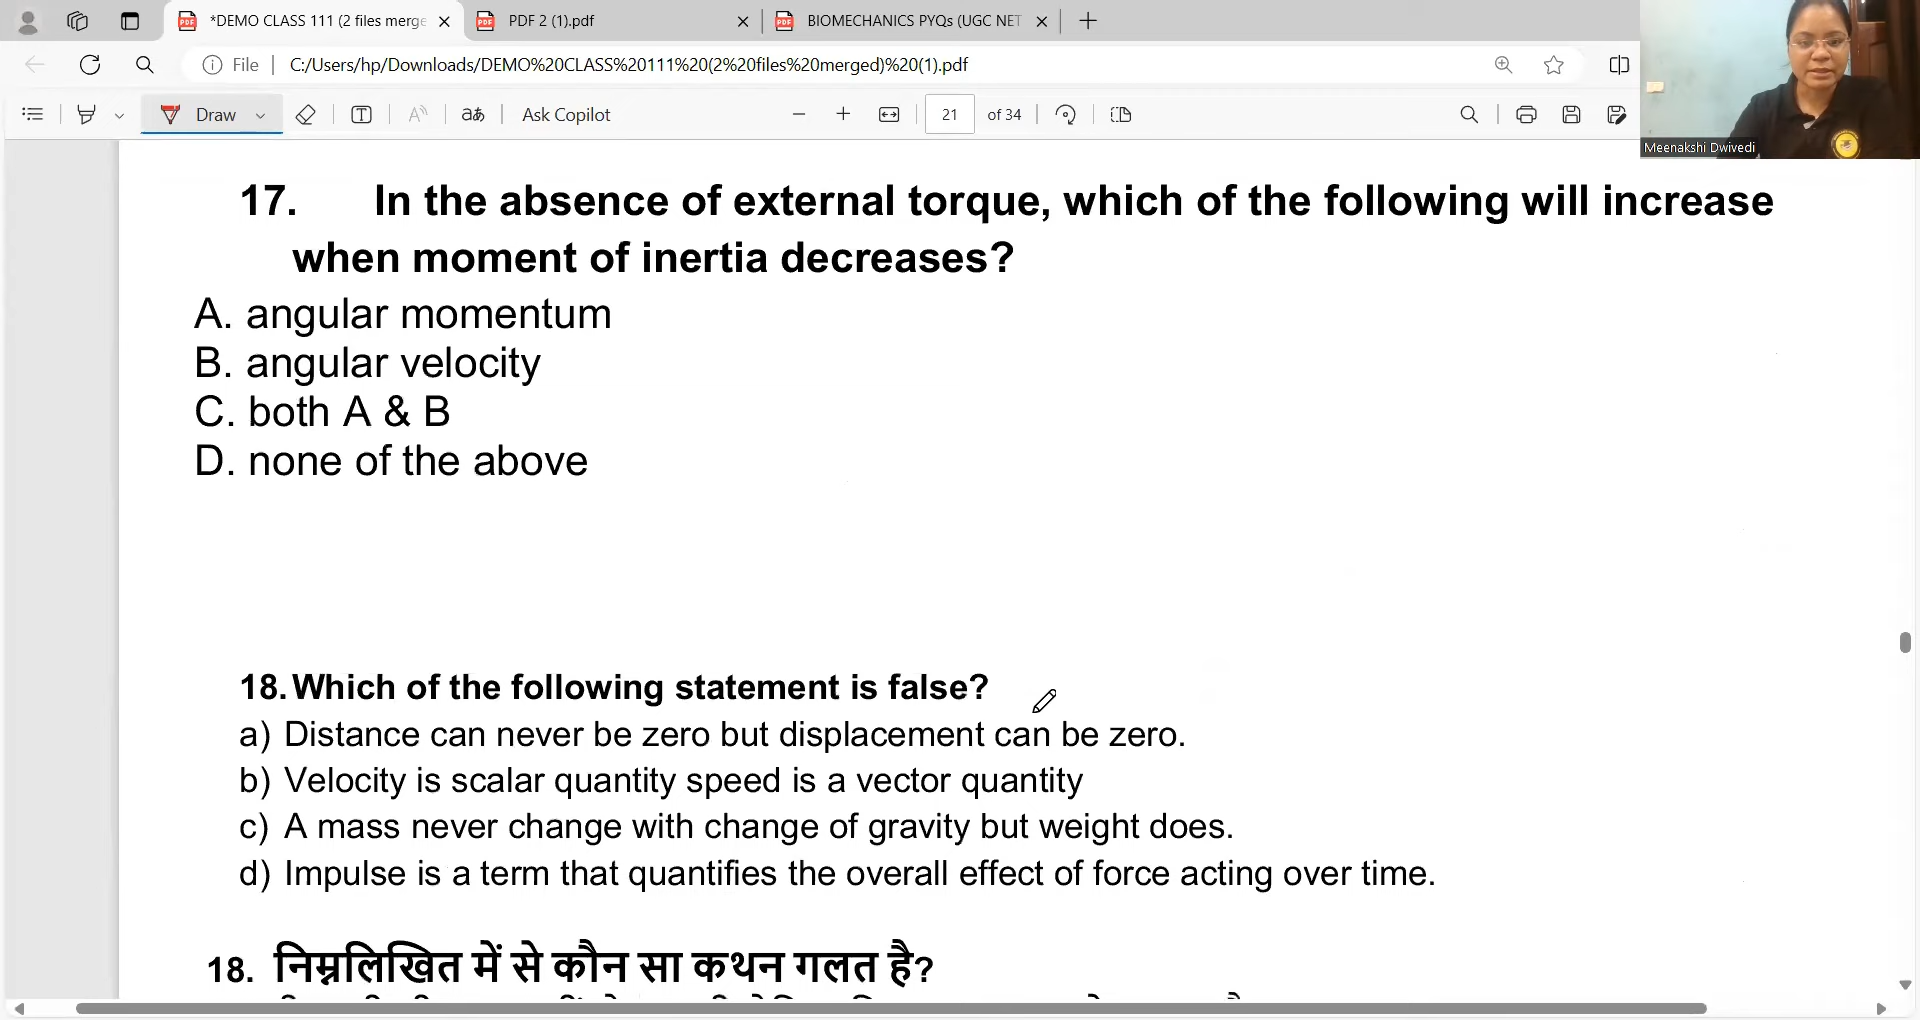 *DEMO CLASS 111 (2 files merge
PDF 2 (1).pdf
BIOMECHANICS PYQs (UGC NET
File
C:/Users/hp/Downloads/DEMO%20CLASS%20111%20(2%20files%20merged)%20(1).pdf
Draw
Ask Copilot
21 of 34
Meenakshi Dwivedi
17. In the absence of external torque, which of the following will increase
when moment of inertia decreases?
A. angular momentum
B. angular velocity
C. both A & B
D. none of the above
18. Which of the following statement is false?
a) Distance can never be zero but displacement can be zero.
b) Velocity is scalar quantity speed is a vector quantity
c) A mass never change with change of gravity but weight does.
d) Impulse is a term that quantifies the overall effect of force acting over time.
18. निम्नलिखित में से कौन सा कथन गलत है?